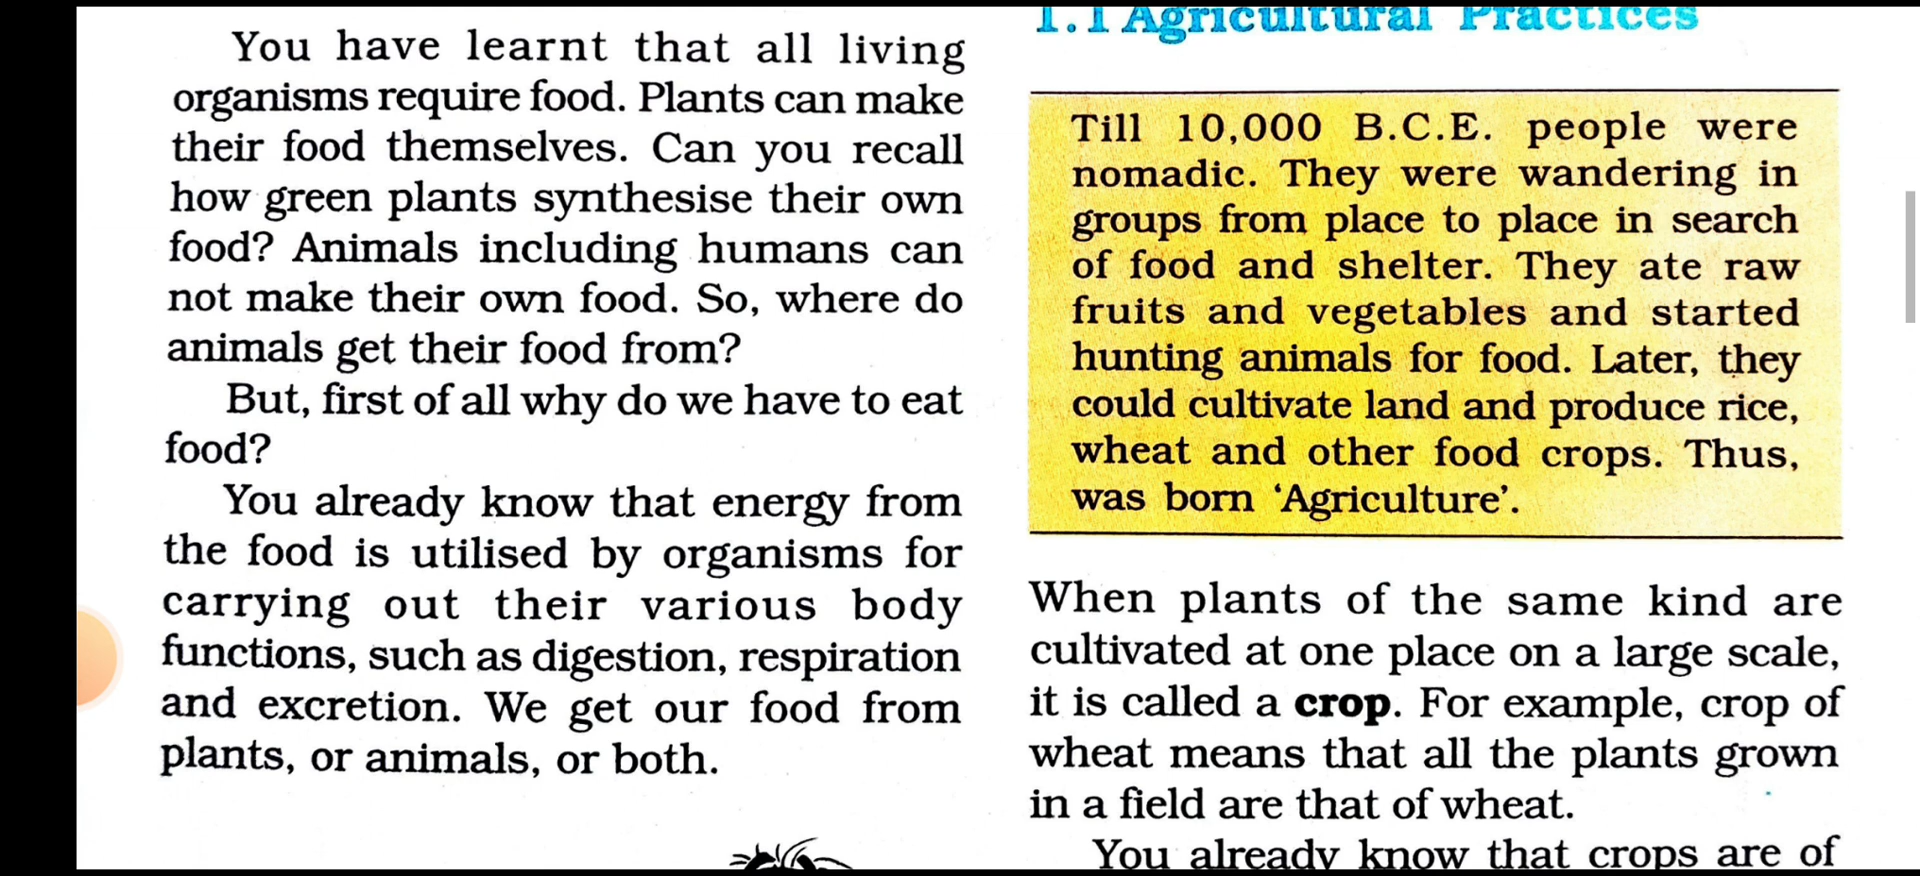 You have learnt that all living
organisms require food. Plants can make
their food themselves. Can you recall
how green plants synthesise their own
food? Animals including humans can
not make their own food. So, where do
animals get their food from?
But, first of all why do we have to eat
food?
You already know that energy from
the food is utilised by organisms for
carrying out their various body
functions, such as digestion, respiration
and excretion. We get our food from
plants, or animals, or both.
1.1 Agricultural Practices
Till 10,000 B.C.E. people were
nomadic. They were wandering in
groups from place to place in search
of food and shelter. They ate raw
fruits and vegetables and started
hunting animals for food. Later, they
could cultivate land and produce rice,
wheat and other food crops. Thus,
was born ‘Agriculture’.
When plants of the same kind are
cultivated at one place on a large scale,
it is called a crop. For example, crop of
wheat means that all the plants grown
in a field are that of wheat.
You already know that crops are of